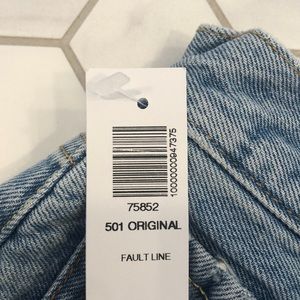 10000000947375
75852
501 ORIGINAL
FAULT LINE